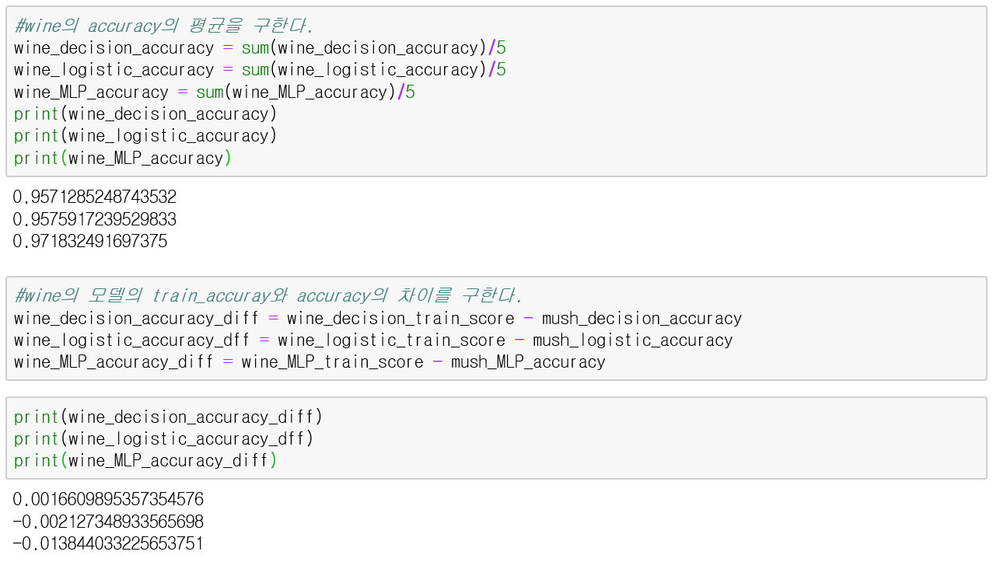 #wine의 accuracy의 평균을 구한다.
wine_decision_accuracy = sum(wine_decision_accuracy)/5
wine_logistic_accuracy = sum(wine_logistic_accuracy)/5
wine_MLP_accuracy = sum(wine_MLP_accuracy)/5
print(wine_decision_accuracy)
print(wine_logistic_accuracy)
print(wine_MLP_accuracy)
0.9571285248743532
0.9575917239529833
0.971832491697375
#wine의 모델의 train_accuray와 accuracy의 차이를 구한다.
wine_decision_accuracy_diff = wine_decision_train_score - mush_decision_accuracy
wine_logistic_accuracy_dff = wine_logistic_train_score - mush_logistic_accuracy
wine_MLP_accuracy_diff = wine_MLP_train_score - mush_MLP_accuracy
print(wine_decision_accuracy_diff)
print(wine_logistic_accuracy_dff)
print(wine_MLP_accuracy_diff)
0.0016609895357354576
-0.002127348933565698
-0.013844033225653751